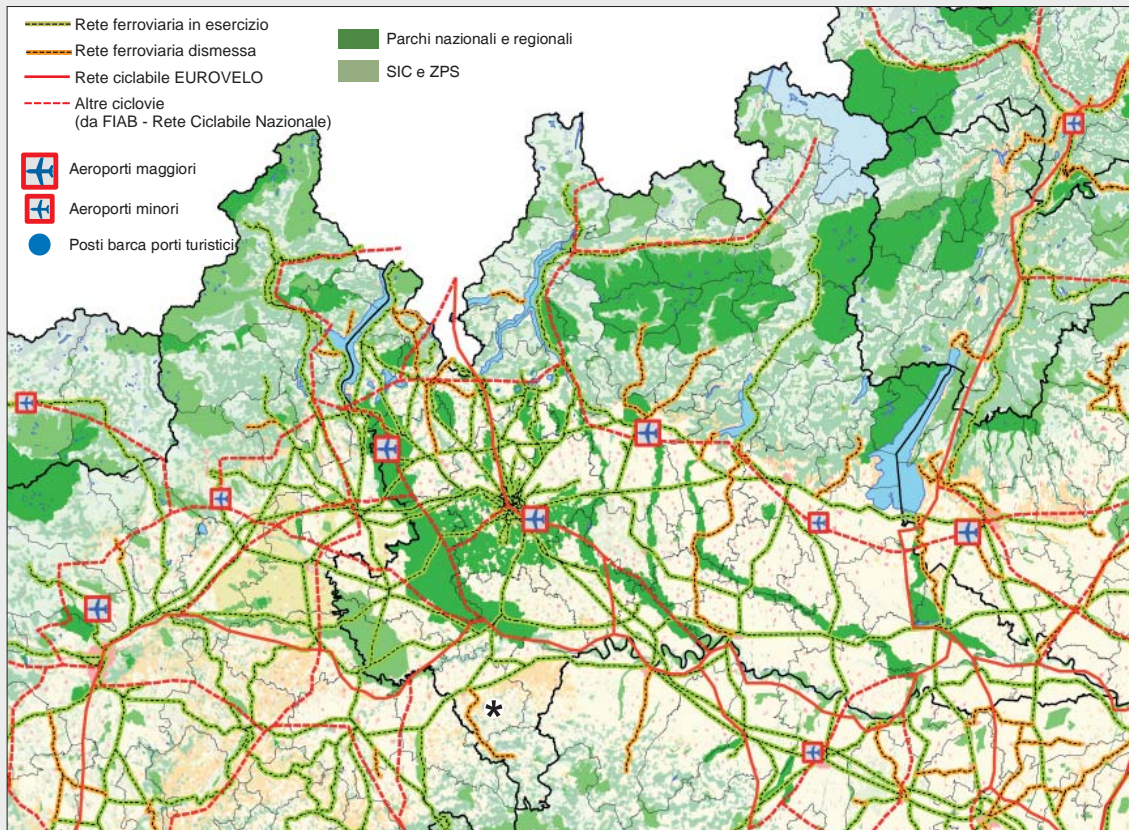 Rete ferroviaria in esercizio
Rete ferroviaria dismessa
Rete ciclabile EUROVELO
Altre ciclovie
(da FIAB - Rete Ciclabile Nazionale)
Aeroporti maggiori
Aeroporti minori
Posti barca porti turistici
Parchi nazionali e regionali
SIC e ZPS
*